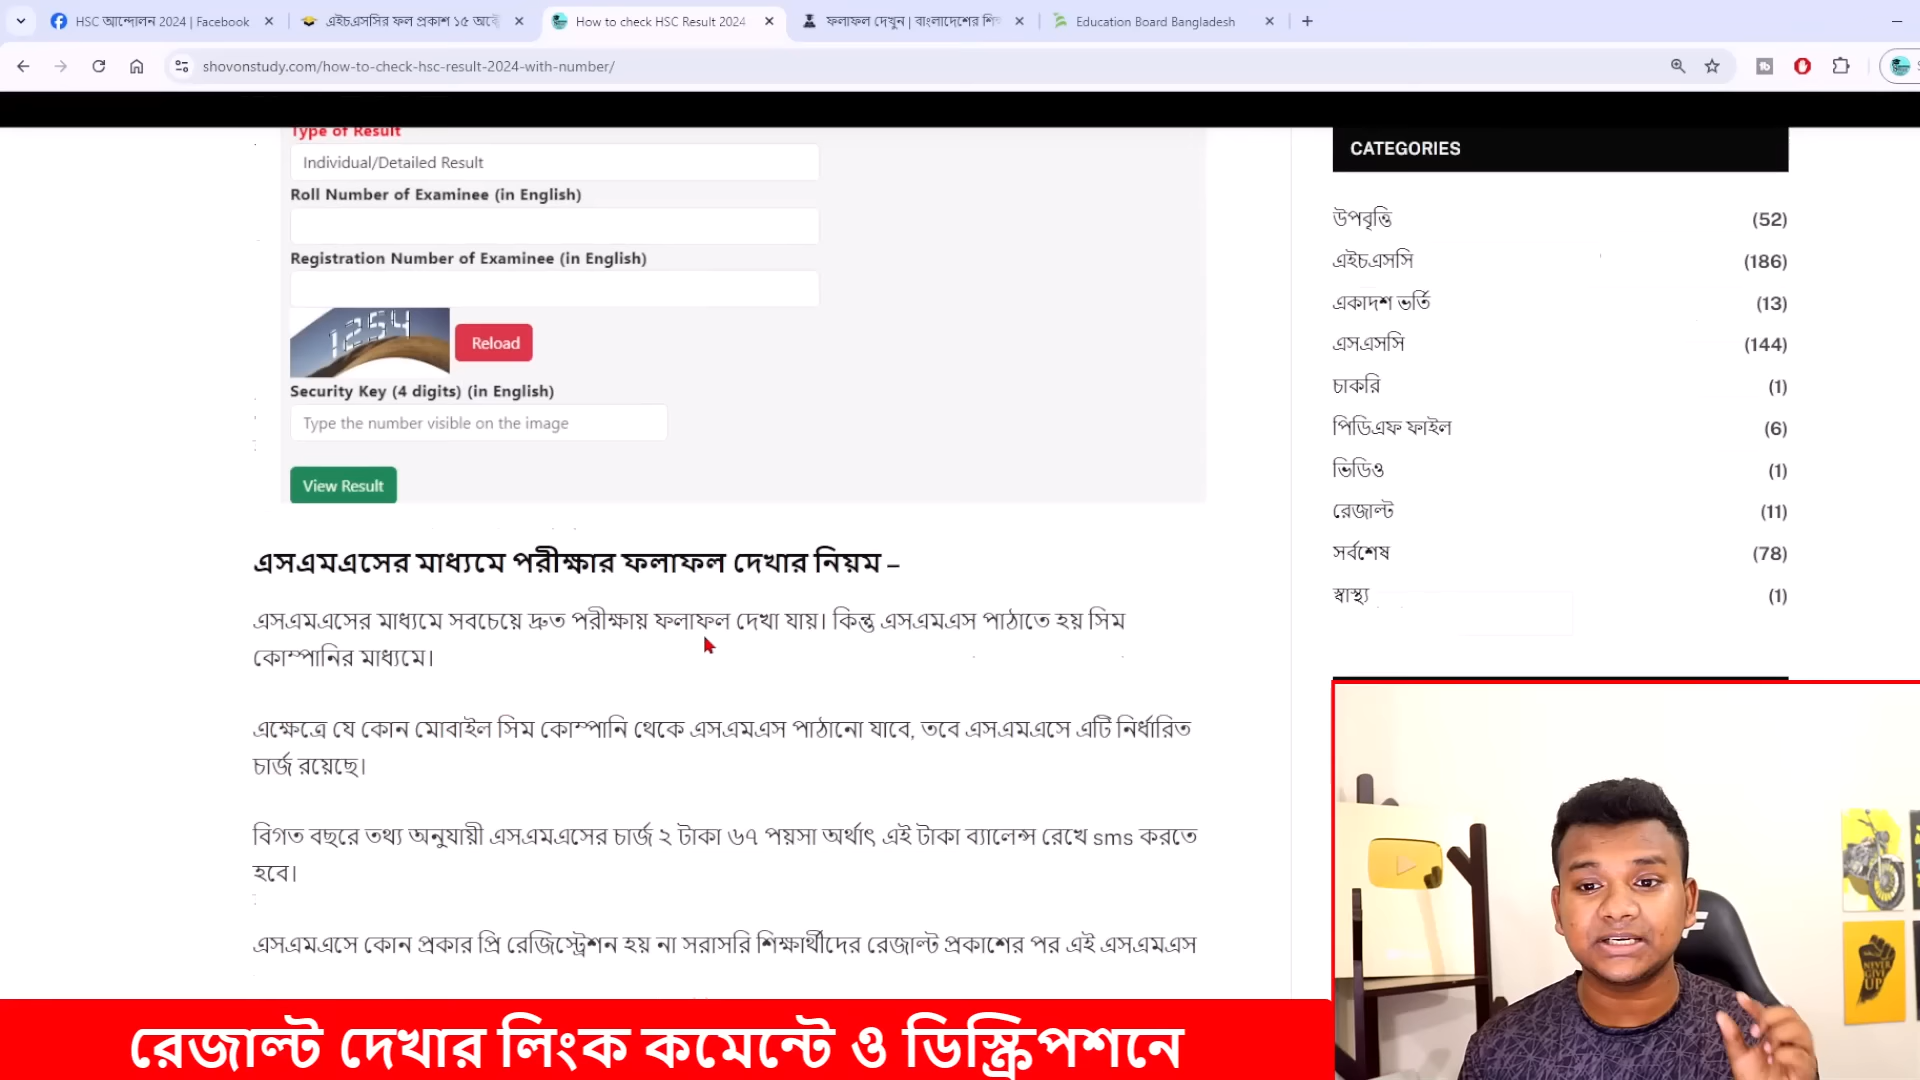 HSC আন্দোলন 2024 | Facebook
এইচএসসির ফল প্রকাশ ১৫ অক্টে
How to check HSC Result 2024
ফলাফল দেখুন | বাংলাদেশের শি
Education Board Bangladesh
shovonstudy.com/how-to-check-hsc-result-2024-with-number/
Type of Result
Individual/Detailed Result
Roll Number of Examinee (in English)
Registration Number of Examinee (in English)
1254
Reload
Security Key (4 digits) (in English)
Type the number visible on the image
View Result
এসএমএসের মাধ্যমে পরীক্ষার ফলাফল দেখার নিয়ম –
এসএমএসের মাধ্যমে সবচেয়ে দ্রুত পরীক্ষায় ফলাফল দেখা যায়। কিন্তু এসএমএস পাঠাতে হয় সিম
কোম্পানির মাধ্যমে।
এক্ষেত্রে যে কোন মোবাইল সিম কোম্পানি থেকে এসএমএস পাঠানো যাবে, তবে এসএমএসে এটি নির্ধারিত
চার্জ রয়েছে।
বিগত বছরে তথ্য অনুযায়ী এসএমএসের চার্জ ২ টাকা ৬৭ পয়সা অর্থাৎ এই টাকা ব্যালেন্স রেখে sms করতে
হবে।
এসএমএসে কোন প্রকার প্রি রেজিস্ট্রেশন হয় না সরাসরি শিক্ষার্থীদের রেজাল্ট প্রকাশের পর এই এসএমএস
CATEGORIES
উপবৃত্তি (52)
এইচএসসি (186)
একাদশ ভর্তি (13)
এসএসসি (144)
চাকরি (1)
পিডিএফ ফাইল (6)
ভিডিও (1)
রেজাল্ট (11)
সর্বশেষ (78)
স্বাস্থ্য (1)
NEVER
GIVE
UP
রেজাল্ট দেখার লিংক কমেন্টে ও ডিস্ক্রিপশনে